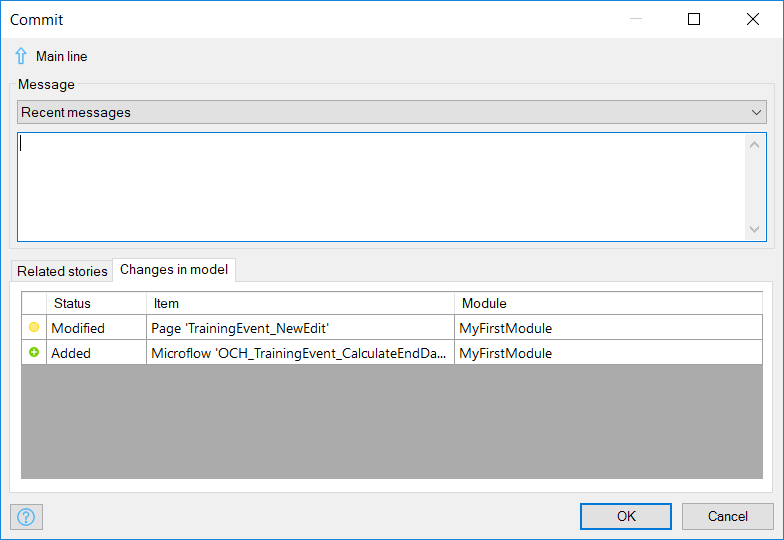 Commit
Main line
Message
Recent messages
Related stories Changes in model
Status Item Module
Modified Page 'TrainingEvent_NewEdit' MyFirstModule
Added Microflow 'OCH_TrainingEvent_CalculateEndDa... MyFirstModule
? OK Cancel